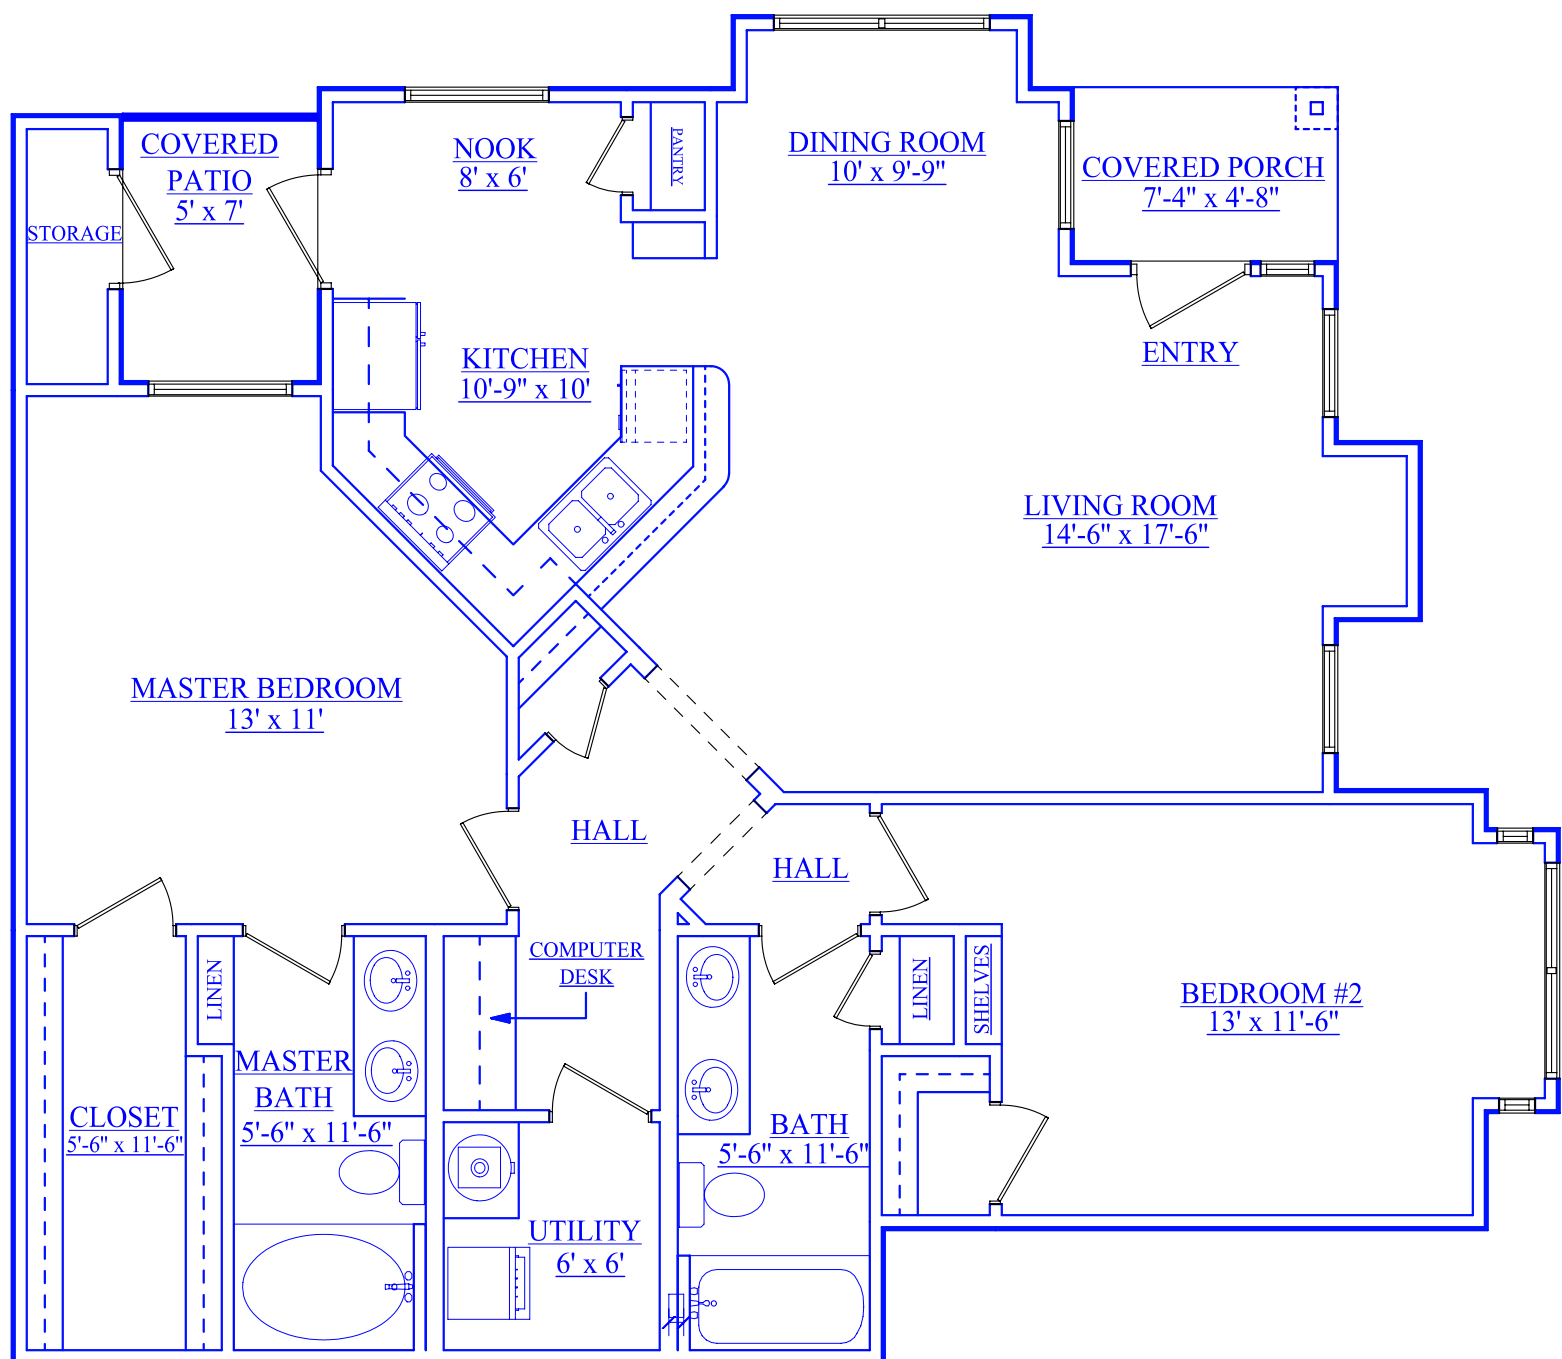 COVERED
PATIO
5' x 7'
STORAGE
NOOK
8' x 6'
PANTRY
DINING ROOM
10' x 9'-9"
COVERED PORCH
7'-4" x 4'-8"
ENTRY
KITCHEN
10'-9" x 10'
LIVING ROOM
14'-6" x 17'-6"
MASTER BEDROOM
13' x 11'
HALL
HALL
COMPUTER
DESK
LINEN
LINEN
SHELVES
BEDROOM #2
13' x 11'-6"
MASTER
BATH
5'-6" x 11'-6"
CLOSET
5'-6" x 11'-6"
BATH
5'-6" x 11'-6"
UTILITY
6' x 6'